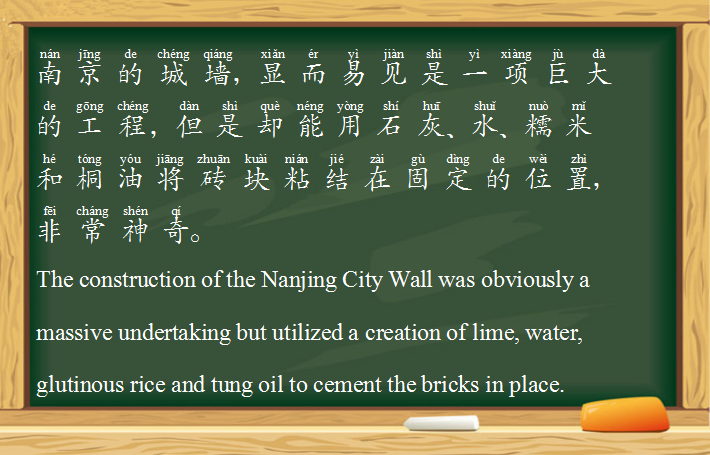 nán jīng de chéng qiáng xiǎn ér yì jiàn shì yì xiàng jù dà
南京的城墙，显而易见是一项巨大
de gōng chéng dàn shì què néng yòng shí huī shuǐ nuò mǐ
的工程，但是却能用石灰、水、糯米
hé tóng yóu jiāng zhuān kuài nián jié zài gù dìng de wèi zhì
和桐油将砖块粘结在固定的位置，
fēi cháng shén qí
非常神奇。
The construction of the Nanjing City Wall was obviously a
massive undertaking but utilized a creation of lime, water,
glutinous rice and tung oil to cement the bricks in place.